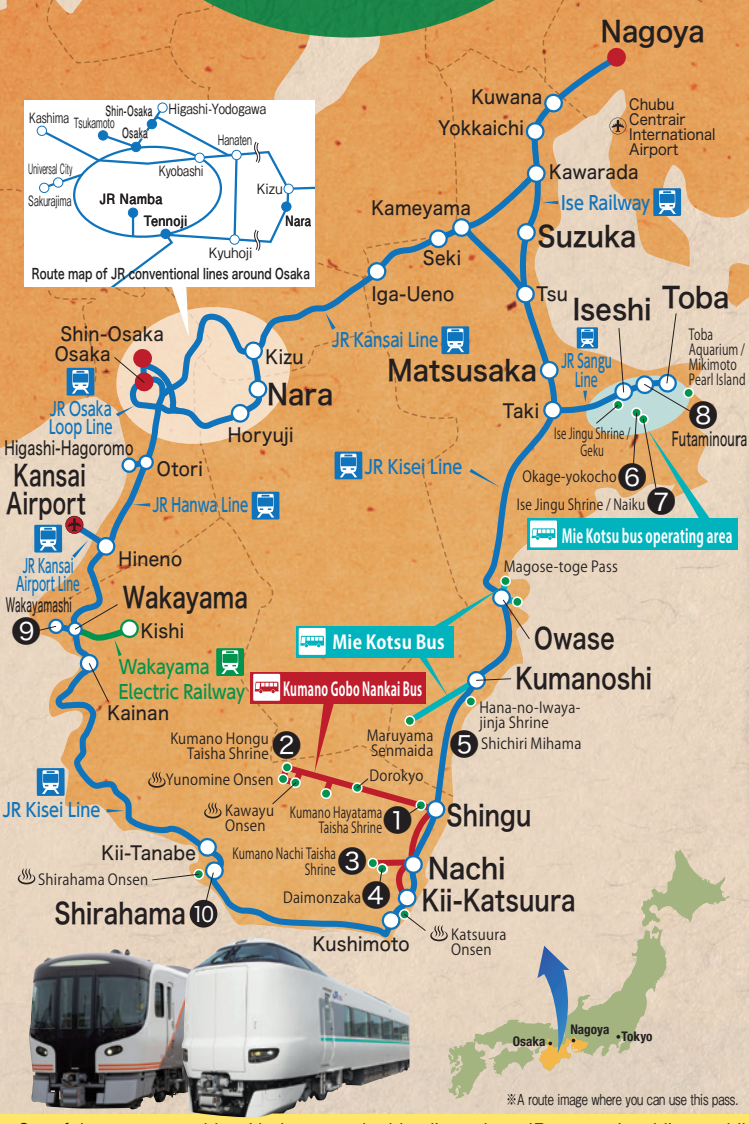 Nagoya
Kuwana
Yokkaichi
Chubu
Centrair
International
Airport
Kawarada
Ise Railway
Kameyama
Seki
Suzuka
Iga-Ueno
Tsu
Iseshi
Toba
Toba
Aquarium /
Mikimoto
Pearl Island
Shin-Osaka
Higashi-Yodogawa
Kashima
Tsukamoto
Osaka
Hanaten
Universal City
Kyobashi
Sakurajima
JR Namba
Kizu
Tennoji
Nara
Kyuhoji
Route map of JR conventional lines around Osaka
Shin-Osaka
Osaka
JR Kansai Line
Kizu
Matsusaka
JR Sangu
Line
Nara
JR Osaka
Loop Line
Taki
8
Futaminoura
Horyuji
Ise Jingu Shrine /
Geku
Higashi-Hagoromo
Otori
JR Kisei Line
Okage-yokocho 6
Kansai
Airport
JR Hanwa Line
Ise Jingu Shrine / Naiku 7
Mie Kotsu bus operating area
JR Kansai
Airport Line
Hineno
Magose-toge Pass
Wakayamashi
Wakayama
9
Kishi
Owase
Mie Kotsu Bus
Wakayama
Electric Railway
Kumanoshi
Kumano Gobo Nankai Bus
Kainan
Hana-no-Iwaya-
jinja Shrine
Maruyama
Senmaida
5 Shichiri Mihama
Kumano Hongu
Taisha Shrine 2
Yunomine Onsen
Dorokyo
Kawayu
Onsen
Kumano Hayatama
Taisha Shrine 1
Shingu
JR Kisei Line
Kii-Tanabe
Kumano Nachi Taisha
Shrine 3
Nachi
Shirahama Onsen
Daimonzaka 4
Kii-Katsuura
Shirahama 10
Kushimoto
Katsuura
Onsen
Osaka
Nagoya
Tokyo
※A route image where you can use this pass.